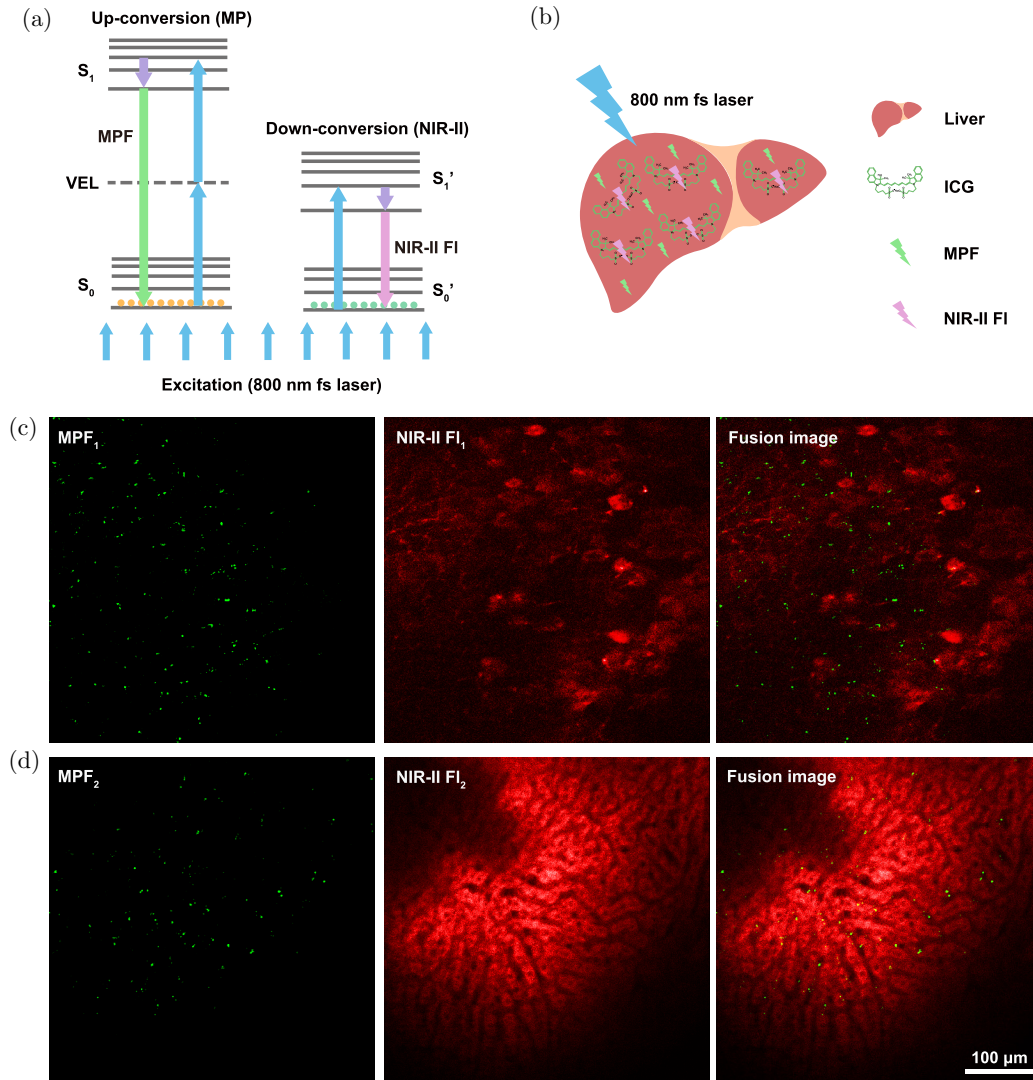 (a)
Up-conversion (MP)
S1
MPF
VEL
S0
Down-conversion (NIR-II)
S1'
NIR-II Fl
S0'
Excitation (800 nm fs laser)
(b)
800 nm fs laser
Liver
ICG
MPF
NIR-II Fl
(c)
MPF1
NIR-II Fl1
Fusion image
(d)
MPF2
NIR-II Fl2
Fusion image
100 μm